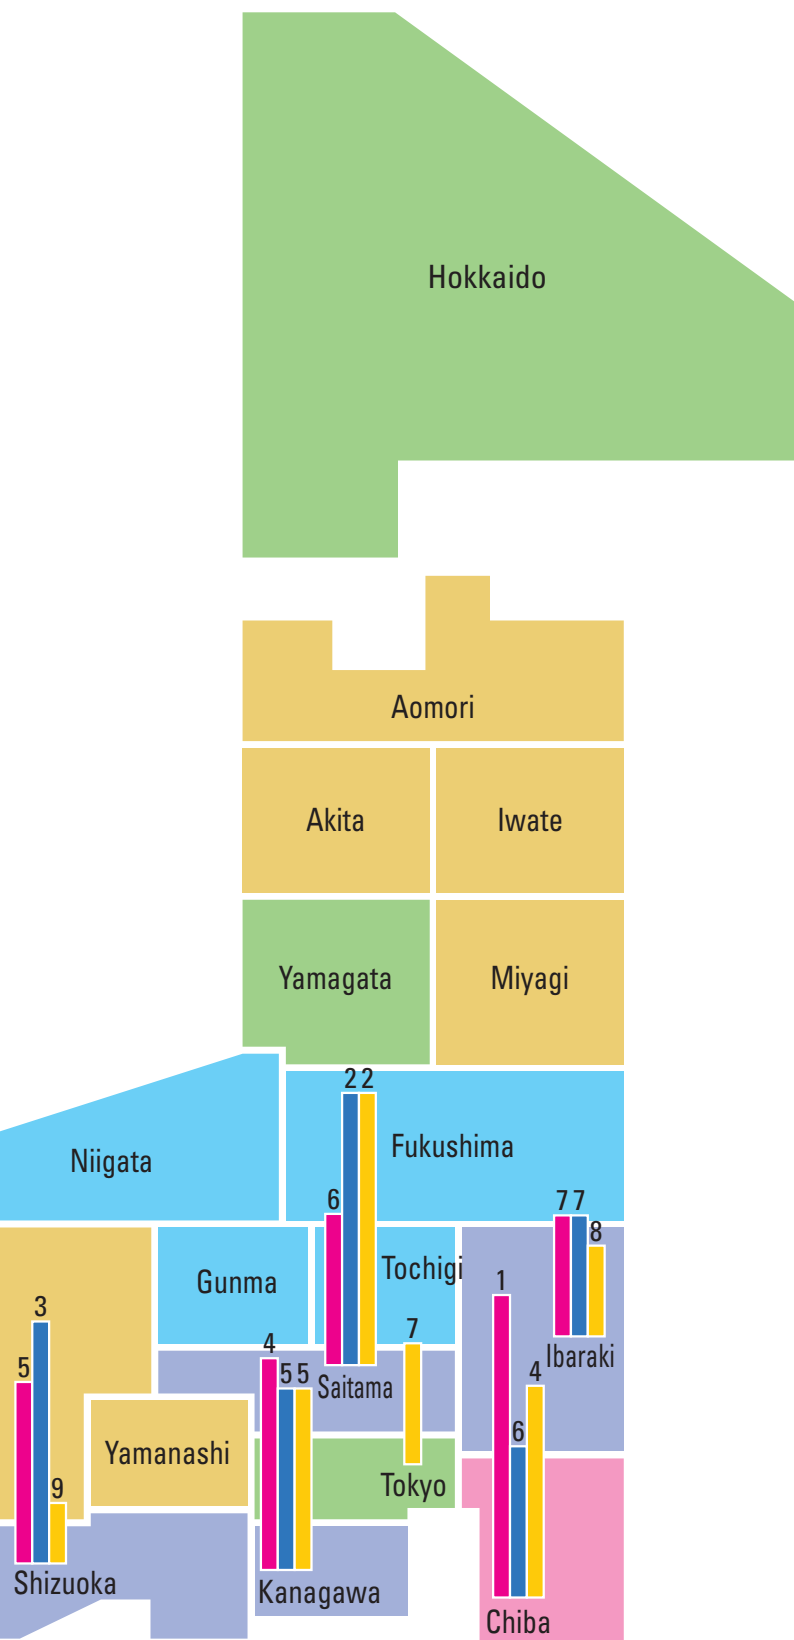 Hokkaido
Aomori
Akita
Iwate
Yamagata
Miyagi
2 2
Fukushima
Niigata
6
7 7
8
Tochigi
Gunma
1
3
7
4
Ibaraki
5
5 5
Saitama
4
6
Yamanashi
9
Tokyo
Shizuoka
Kanagawa
Chiba